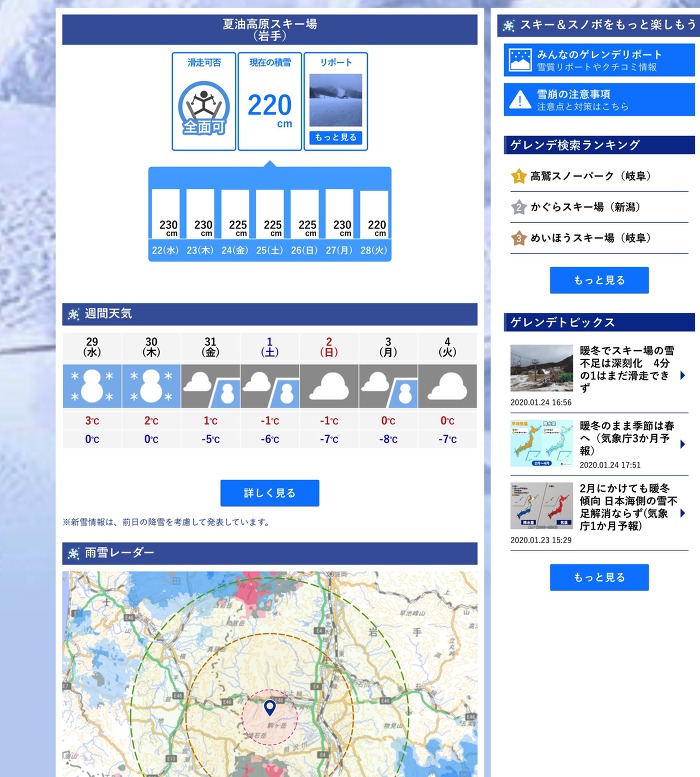 夏油高原スキー場
（岩手）
滑走可否
現在の積雪
リポート
全面可
220
cm
もっと見る
230 230 225 225 225 230 220
cm cm cm cm cm cm cm
22(水) 23(木) 24(金) 25(土) 26(日) 27(月) 28(火)
週間天気
29 30 31 1 2 3 4
（水） （木） （金） （土） （日） （月） （火）
3℃ 2℃ 1℃ -1℃ -1℃ 0℃ 0℃
0℃ 0℃ -5℃ -6℃ -7℃ -8℃ -7℃
詳しく見る
※新雪情報は、前日の降雪を考慮して発表しています。
雨雪レーダー
岩 手
早池峰山
E4
E46
E46
E4
E46
物見山
駒ヶ岳
E13
スキー＆スノボをもっと楽しもう
みんなのゲレンデリポート
雪質リポートやクチコミ情報
雪崩の注意事項
注意点と対策はこちら
ゲレンデ検索ランキング
1 高鷲スノーパーク（岐阜）
2 かぐらスキー場（新潟）
3 めいほうスキー場（岐阜）
もっと見る
ゲレンデトピックス
暖冬でスキー場の雪
不足は深刻化　4分
の1はまだ滑走でき
ず
2020.01.24 16:56
暖冬のまま季節は春
へ（気象庁3か月予
報）
2020.01.24 17:51
2月にかけても暖冬
傾向 日本海側の雪不
足解消ならず(気象
庁1か月予報)
2020.01.23 15:29
もっと見る